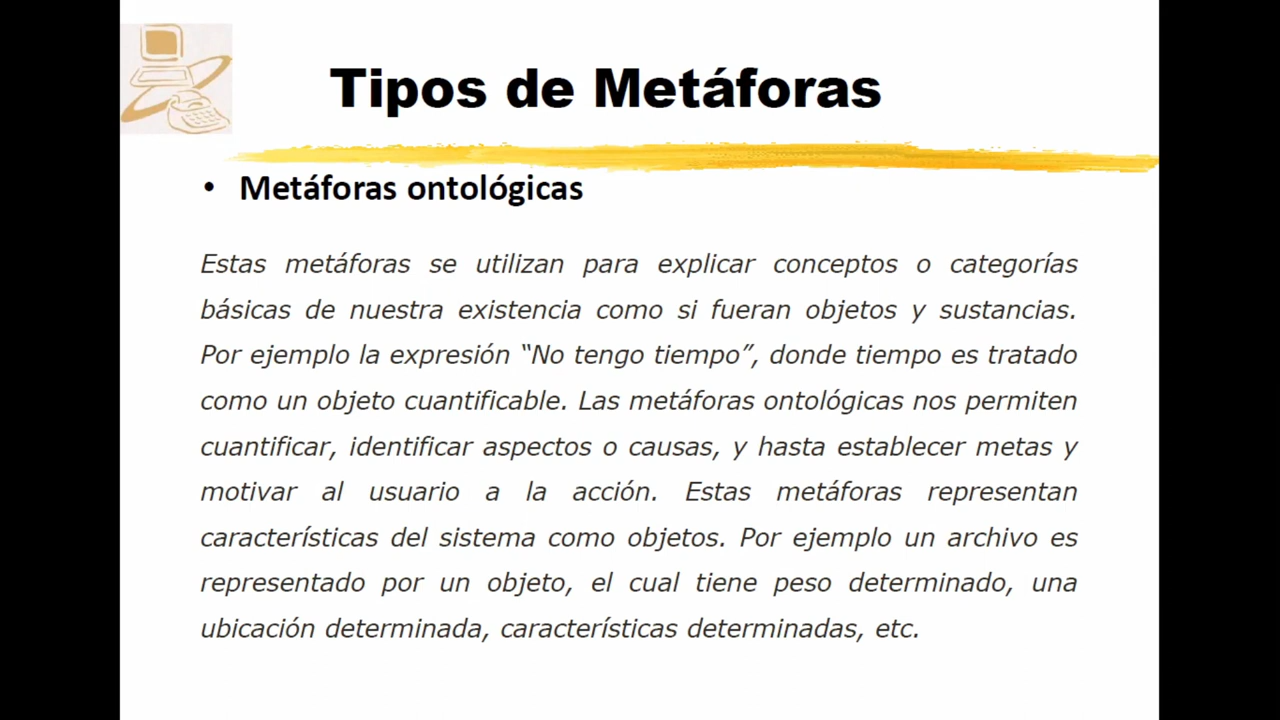 Tipos de Metáforas
• Metáforas ontológicas
Estas metáforas se utilizan para explicar conceptos o categorías
básicas de nuestra existencia como si fueran objetos y sustancias.
Por ejemplo la expresión “No tengo tiempo”, donde tiempo es tratado
como un objeto cuantificable. Las metáforas ontológicas nos permiten
cuantificar, identificar aspectos o causas, y hasta establecer metas y
motivar al usuario a la acción. Estas metáforas representan
características del sistema como objetos. Por ejemplo un archivo es
representado por un objeto, el cual tiene peso determinado, una
ubicación determinada, características determinadas, etc.